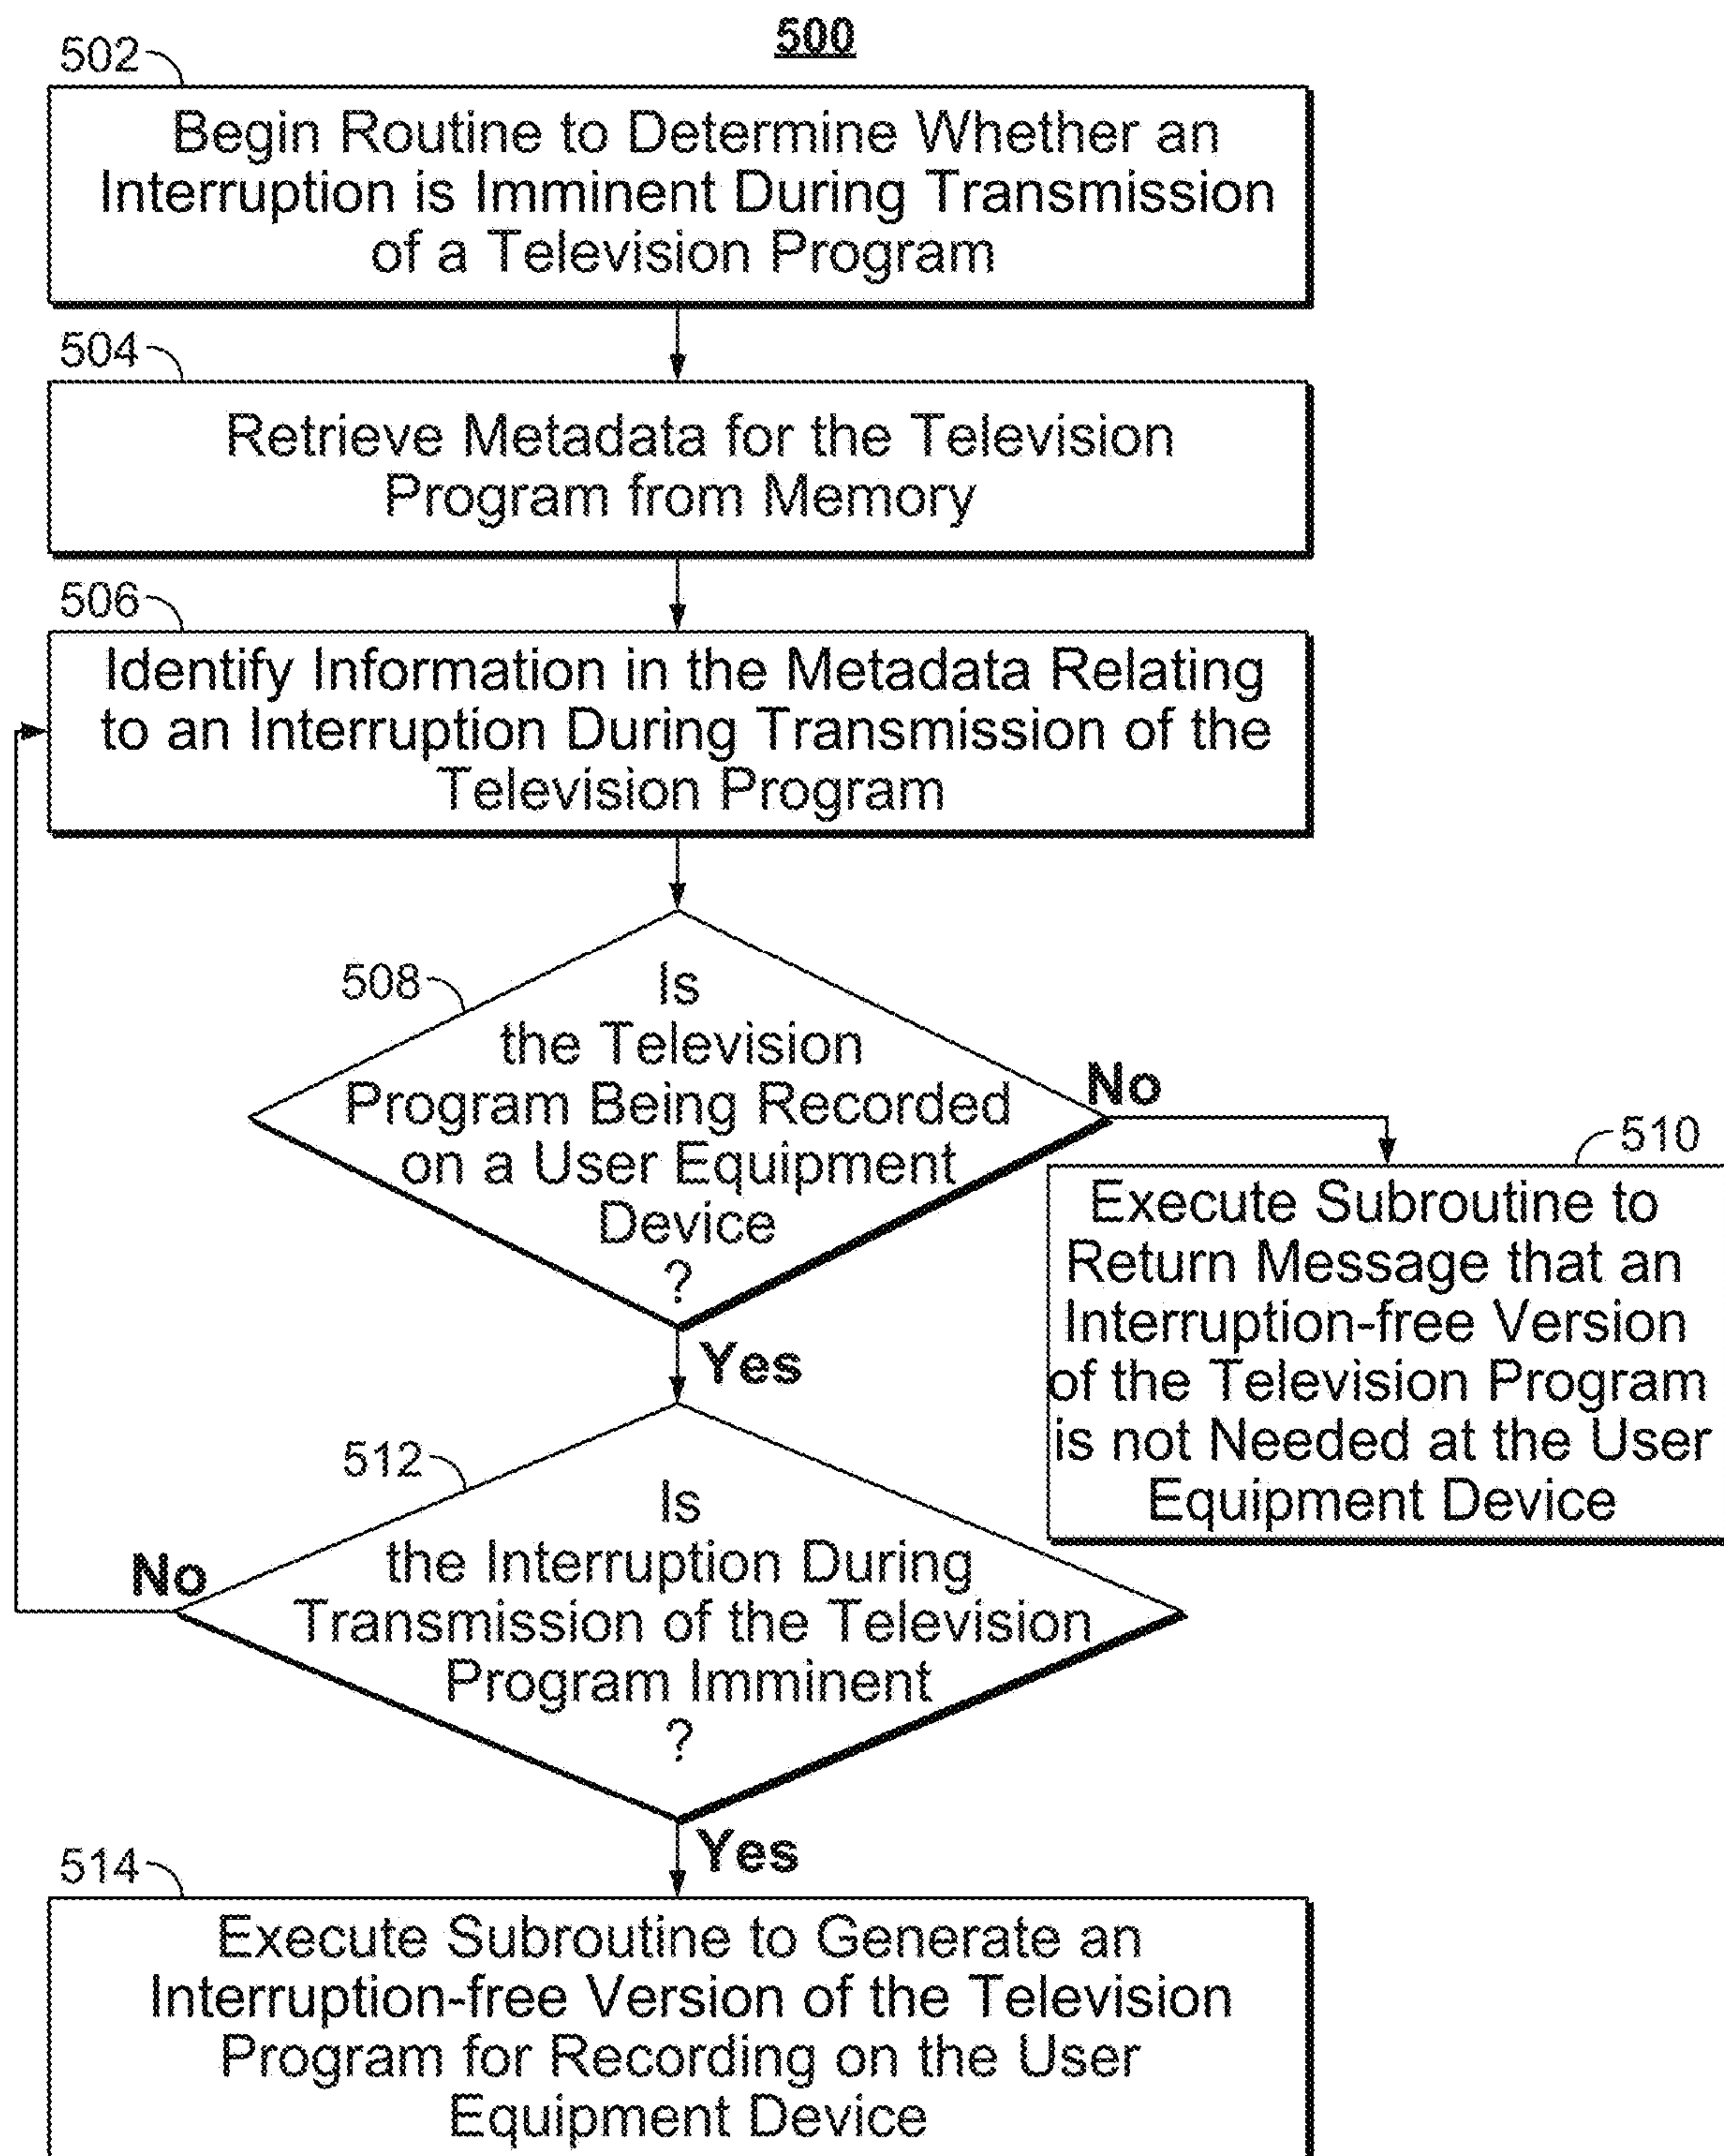 500
502
Begin Routine to Determine Whether an
Interruption is Imminent During Transmission
of a Television Program
504
Retrieve Metadata for the Television
Program from Memory
506
Identify Information in the Metadata Relating
to an Interruption During Transmission of the
Television Program
508
Is
the Television
Program Being Recorded
on a User Equipment
Device
?
No
510
Execute Subroutine to
Return Message that an
Interruption-free Version
of the Television Program
is not Needed at the User
Equipment Device
Yes
512
Is
the Interruption During
Transmission of the Television
Program Imminent
?
No
Yes
514
Execute Subroutine to Generate an
Interruption-free Version of the Television
Program for Recording on the User
Equipment Device